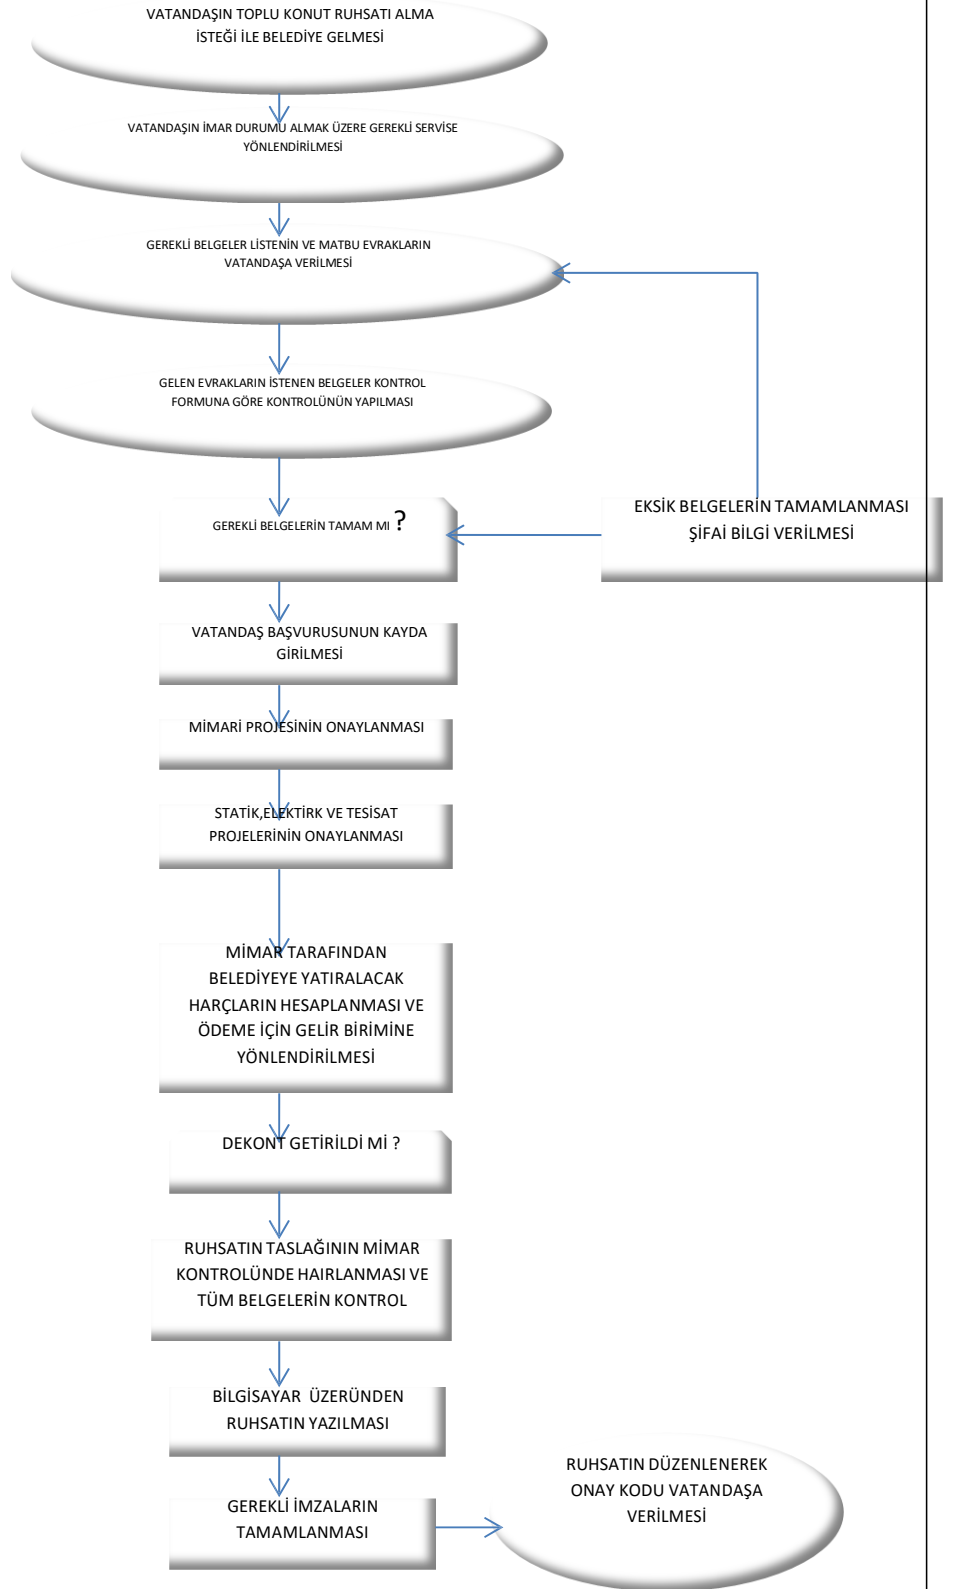 VATANDAŞIN TOPLU KONUT RUHSATI ALMA
İSTEĞİ İLE BELEDİYE GELMESİ
VATANDAŞIN İMAR DURUMU ALMAK ÜZERE GEREKLİ SERVİSE
YÖNLENDİRİLMESİ
GEREKLİ BELGELER LİSTENİN VE MATBU EVRAKLARIN
VATANDAŞA VERİLMESİ
GELEN EVRAKLARIN İSTENEN BELGELER KONTROL
FORMUNA GÖRE KONTROLÜNÜN YAPILMASI
GEREKLİ BELGELERİN TAMAM MI ?
EKSİK BELGELERİN TAMAMLANMASI
ŞİFAİ BİLGİ VERİLMESİ
VATANDAŞ BAŞVURUSUNUN KAYDA
GİRİLMESİ
MİMARİ PROJESİNİN ONAYLANMASI
STATİK,ELEKTİRK VE TESİSAT
PROJELERİNİN ONAYLANMASI
MİMAR TARAFINDAN
BELEDİYEYE YATIRALACAK
HARÇLARIN HESAPLANMASI VE
ÖDEME İÇİN GELİR BİRİMİNE
YÖNLENDİRİLMESİ
DEKONT GETİRİLDİ Mİ ?
RUHSATIN TASLAĞININ MİMAR
KONTROLÜNDE HAIRLANMASI VE
TÜM BELGELERİN KONTROL
BİLGİSAYAR ÜZERÜNDEN
RUHSATIN YAZILMASI
GEREKLİ İMZALARIN
TAMAMLANMASI
RUHSATIN DÜZENLENEREK
ONAY KODU VATANDAŞA
VERİLMESİ